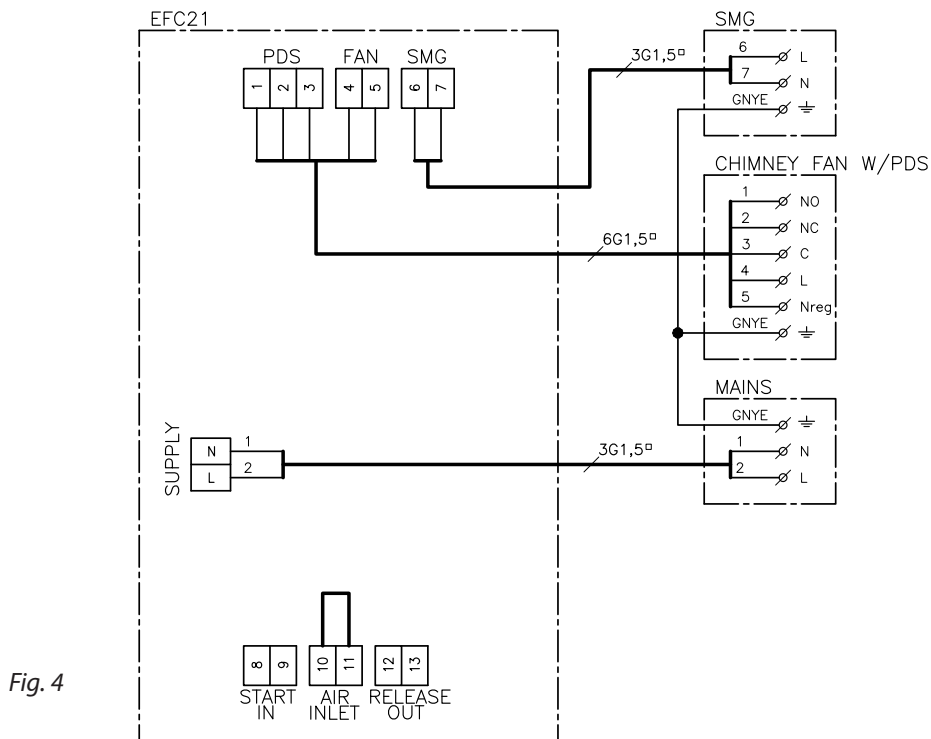 EFC21
PDS FAN SMG
1 2 3 4 5 6 7
3G1,5□
SMG
6 L
7 N
GNYE
CHIMNEY FAN W/PDS
1 NO
2 NC
6G1,5□
3 C
4 L
5 Nreg
GNYE
MAINS
GNYE
SUPPLY
N 1
L 2
3G1,5□
1 N
2 L
8 9 10 11 12 13
START IN
AIR INLET
RELEASE OUT
Fig. 4